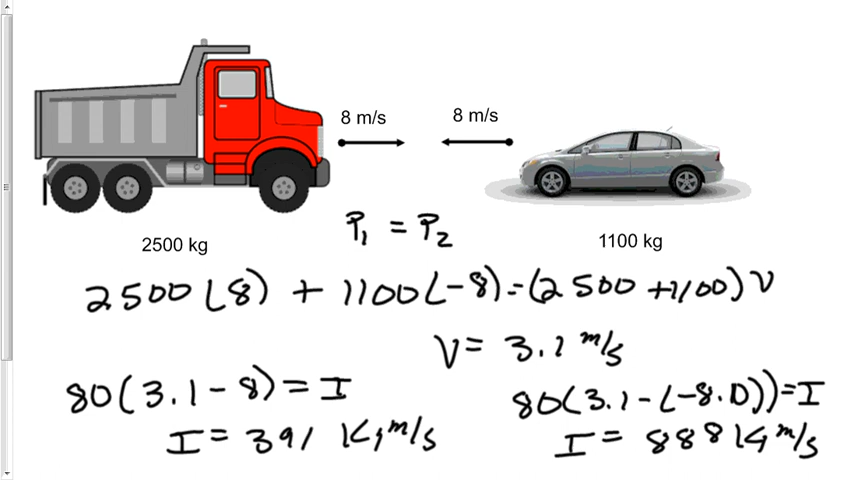 8 m/s
8 m/s
P₁ = P₂
2500 kg
1100 kg
2500(8) + 1100(-8)=(2500+1100)V
V= 3.1 m/s
80(3.1-8)=I
80(3.1-(-8.0))=I
I= 391 Kg m/s
I= 888 Kg m/s